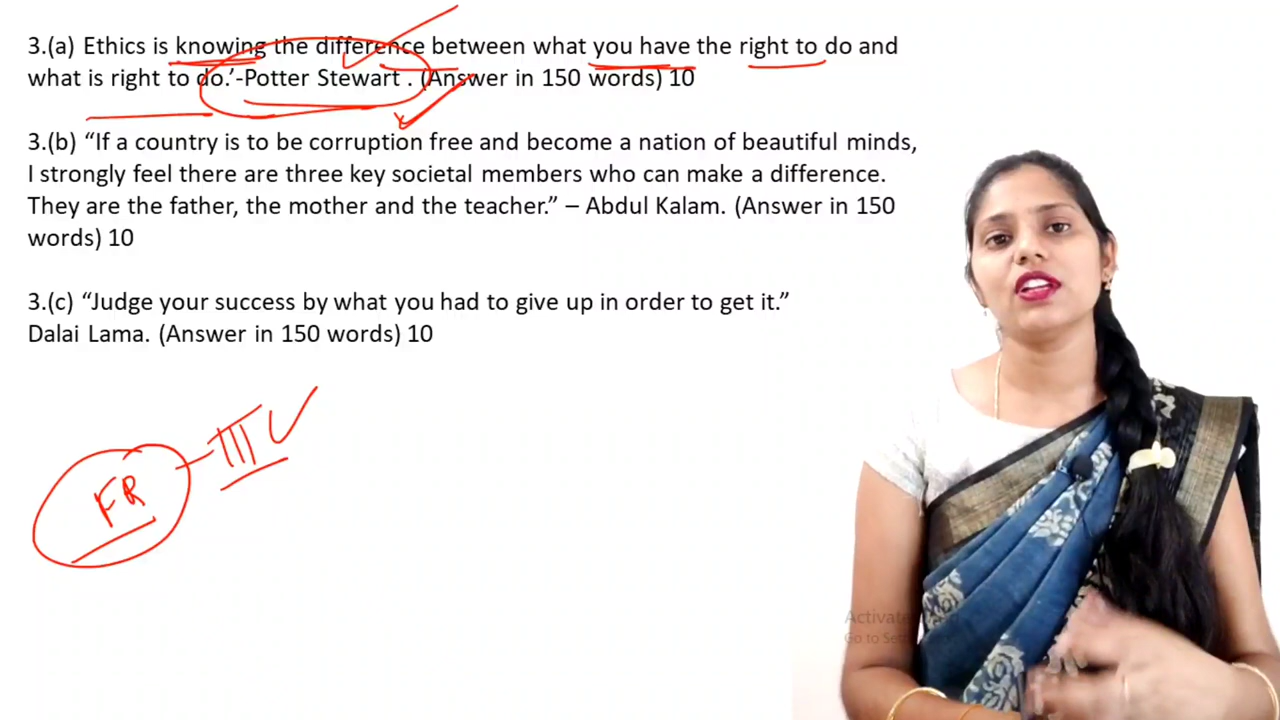 3.(a) Ethics is knowing the difference between what you have the right to do and
what is right to do.’-Potter Stewart . (Answer in 150 words) 10
3.(b) “If a country is to be corruption free and become a nation of beautiful minds,
I strongly feel there are three key societal members who can make a difference.
They are the father, the mother and the teacher.” – Abdul Kalam. (Answer in 150
words) 10
3.(c) “Judge your success by what you had to give up in order to get it.”
Dalai Lama. (Answer in 150 words) 10
FR - III
Activate
Go to Se